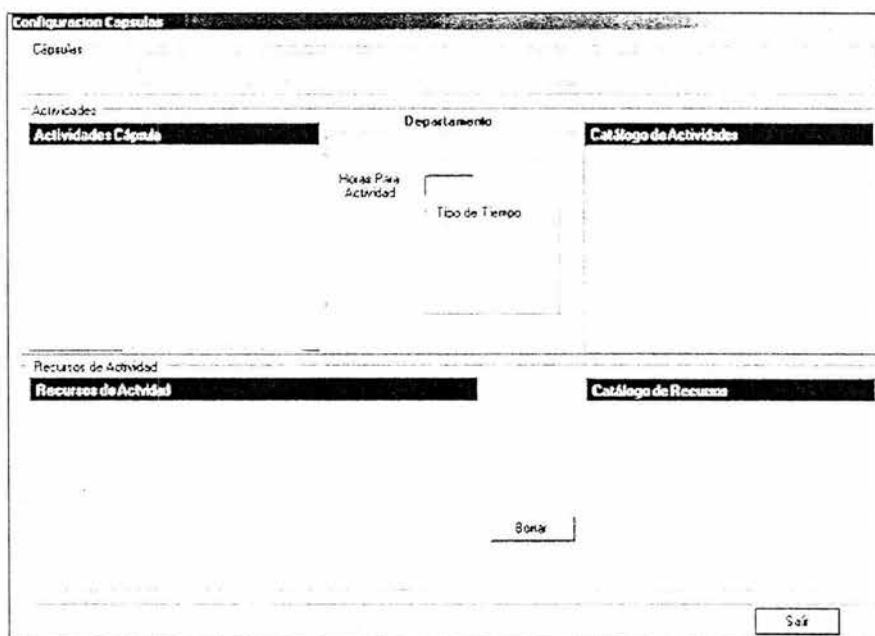 Configuracion Capsulas
Cápsulas
Actividades
Actividades Cápsula
Departamento
Catálogo de Actividades
Horas Para
Actividad
Tipo de Tiempo
Recursos de Actividad
Recursos de Actividad
Catálogo de Recursos
Borrar
Salir